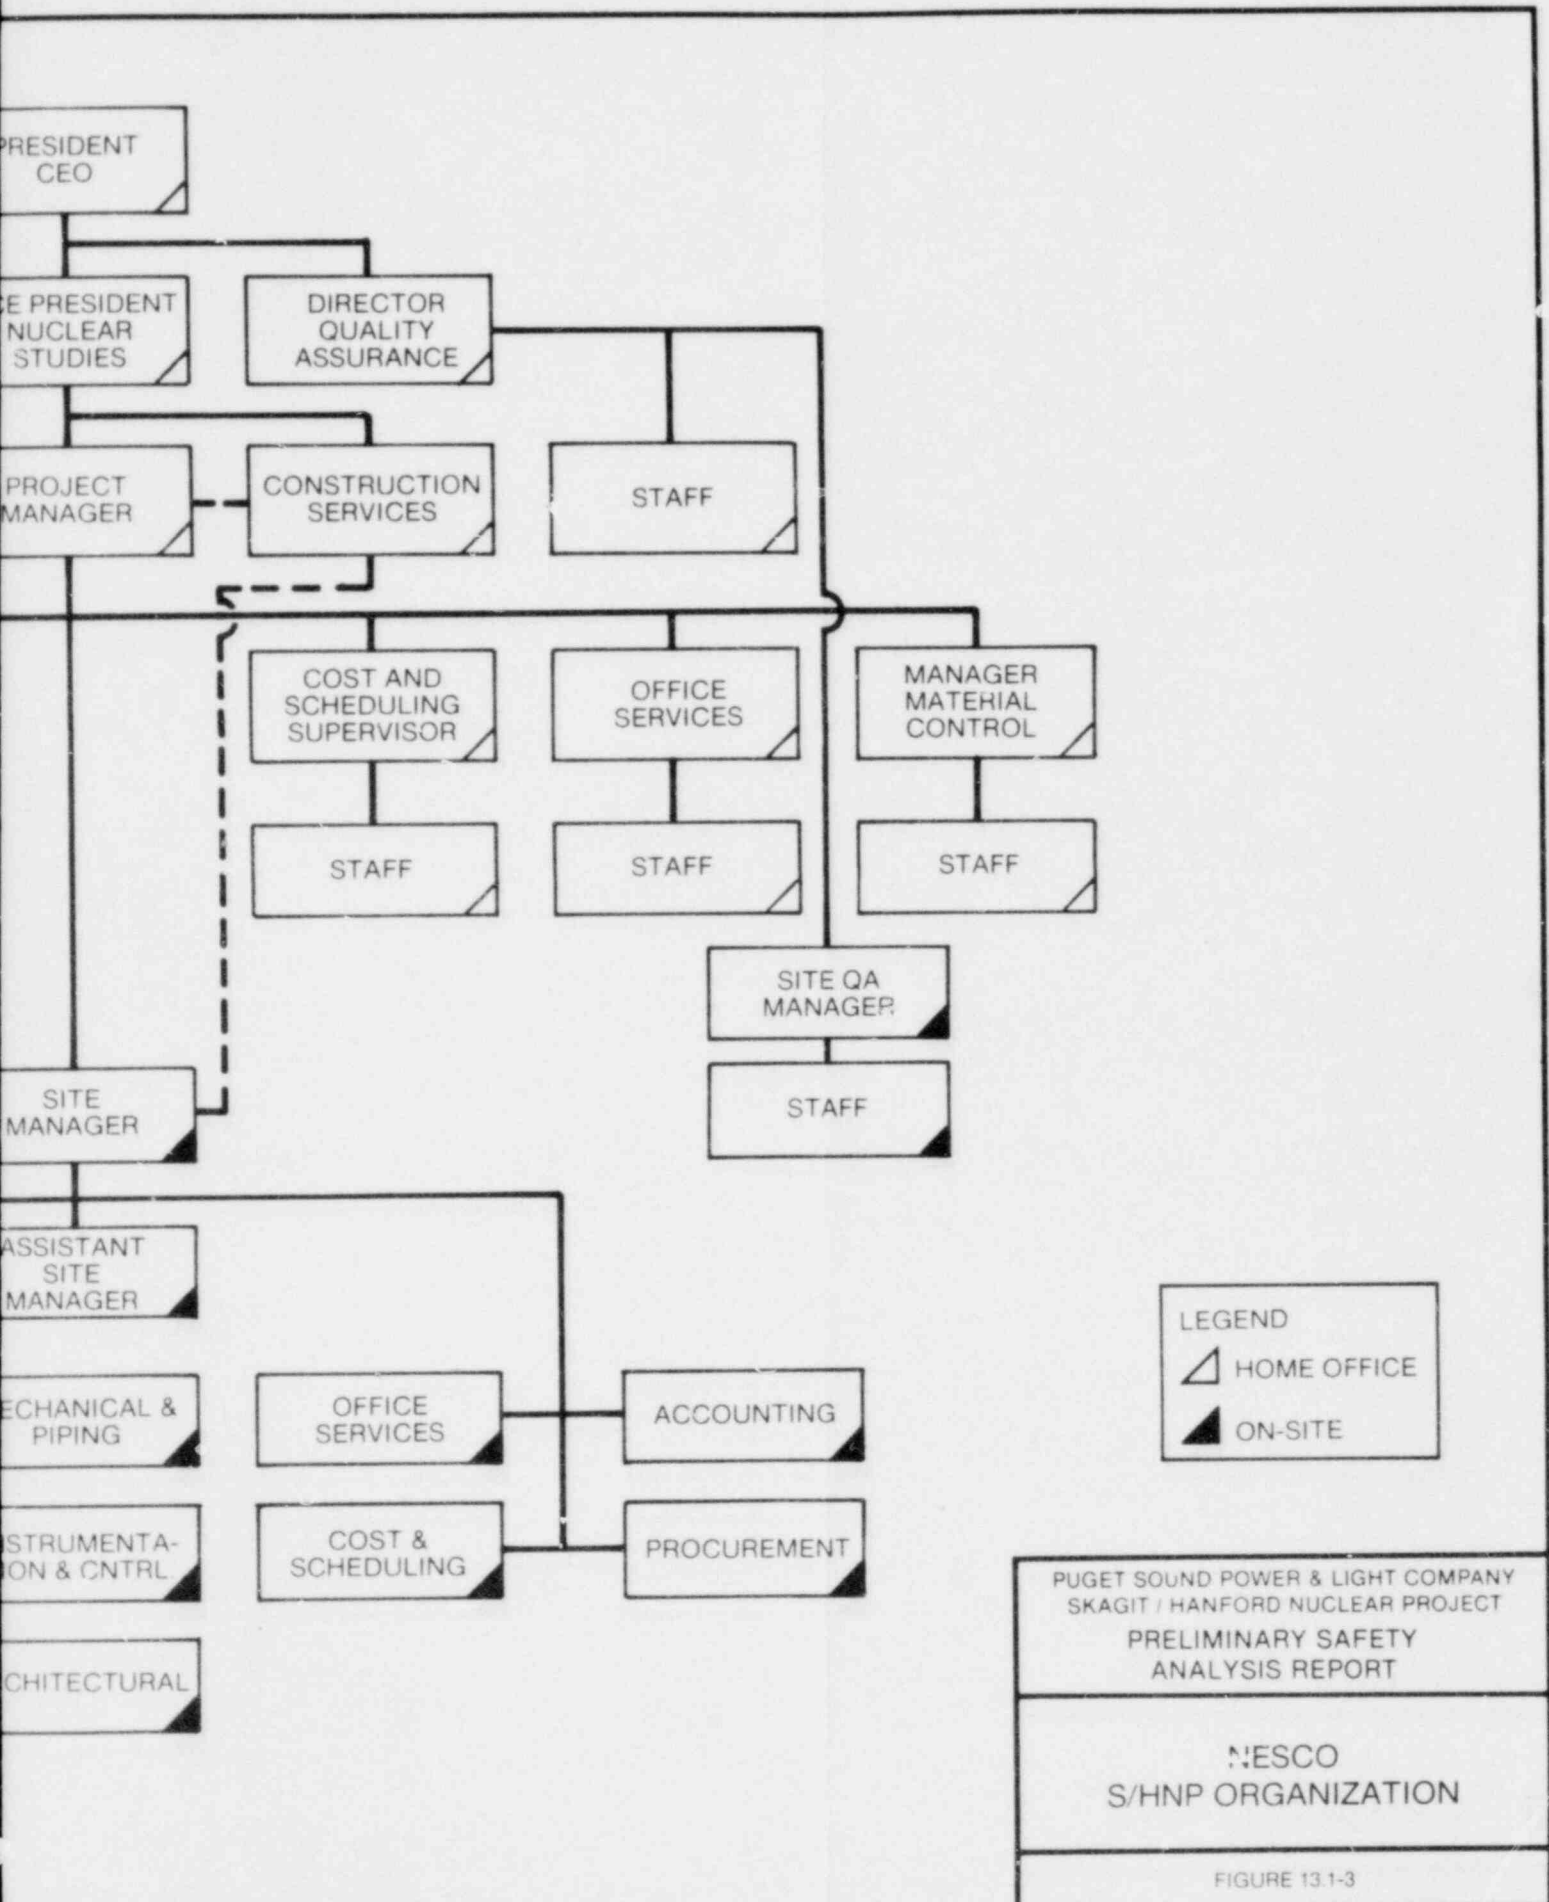 PRESIDENT
CEO
CE PRESIDENT
NUCLEAR
STUDIES
DIRECTOR
QUALITY
ASSURANCE
PROJECT
MANAGER
CONSTRUCTION
SERVICES
STAFF
COST AND
SCHEDULING
SUPERVISOR
OFFICE
SERVICES
MANAGER
MATERIAL
CONTROL
STAFF
STAFF
STAFF
SITE QA
MANAGER
STAFF
SITE
MANAGER
ASSISTANT
SITE
MANAGER
ECHANICAL &
PIPING
OFFICE
SERVICES
ACCOUNTING
STRUMENTA-
ON & CNTRL.
COST &
SCHEDULING
PROCUREMENT
CHITECTURAL
LEGEND
HOME OFFICE
ON-SITE
PUGET SOUND POWER & LIGHT COMPANY
SKAGIT / HANFORD NUCLEAR PROJECT
PRELIMINARY SAFETY
ANALYSIS REPORT
NESCO
S/HNP ORGANIZATION
FIGURE 13.1-3